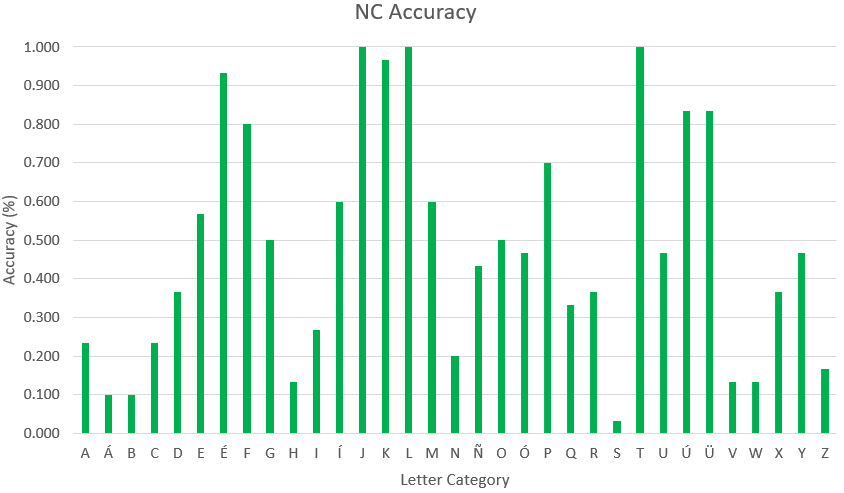 NC Accuracy
1.000
0.900
0.800
0.700
0.600
0.500
0.400
0.300
0.200
0.100
0.000
Accuracy (%)
A Á B C D E É F G H I Í J K L M N Ñ O Ó P Q R S T U Ú Ü V W X Y Z
Letter Category